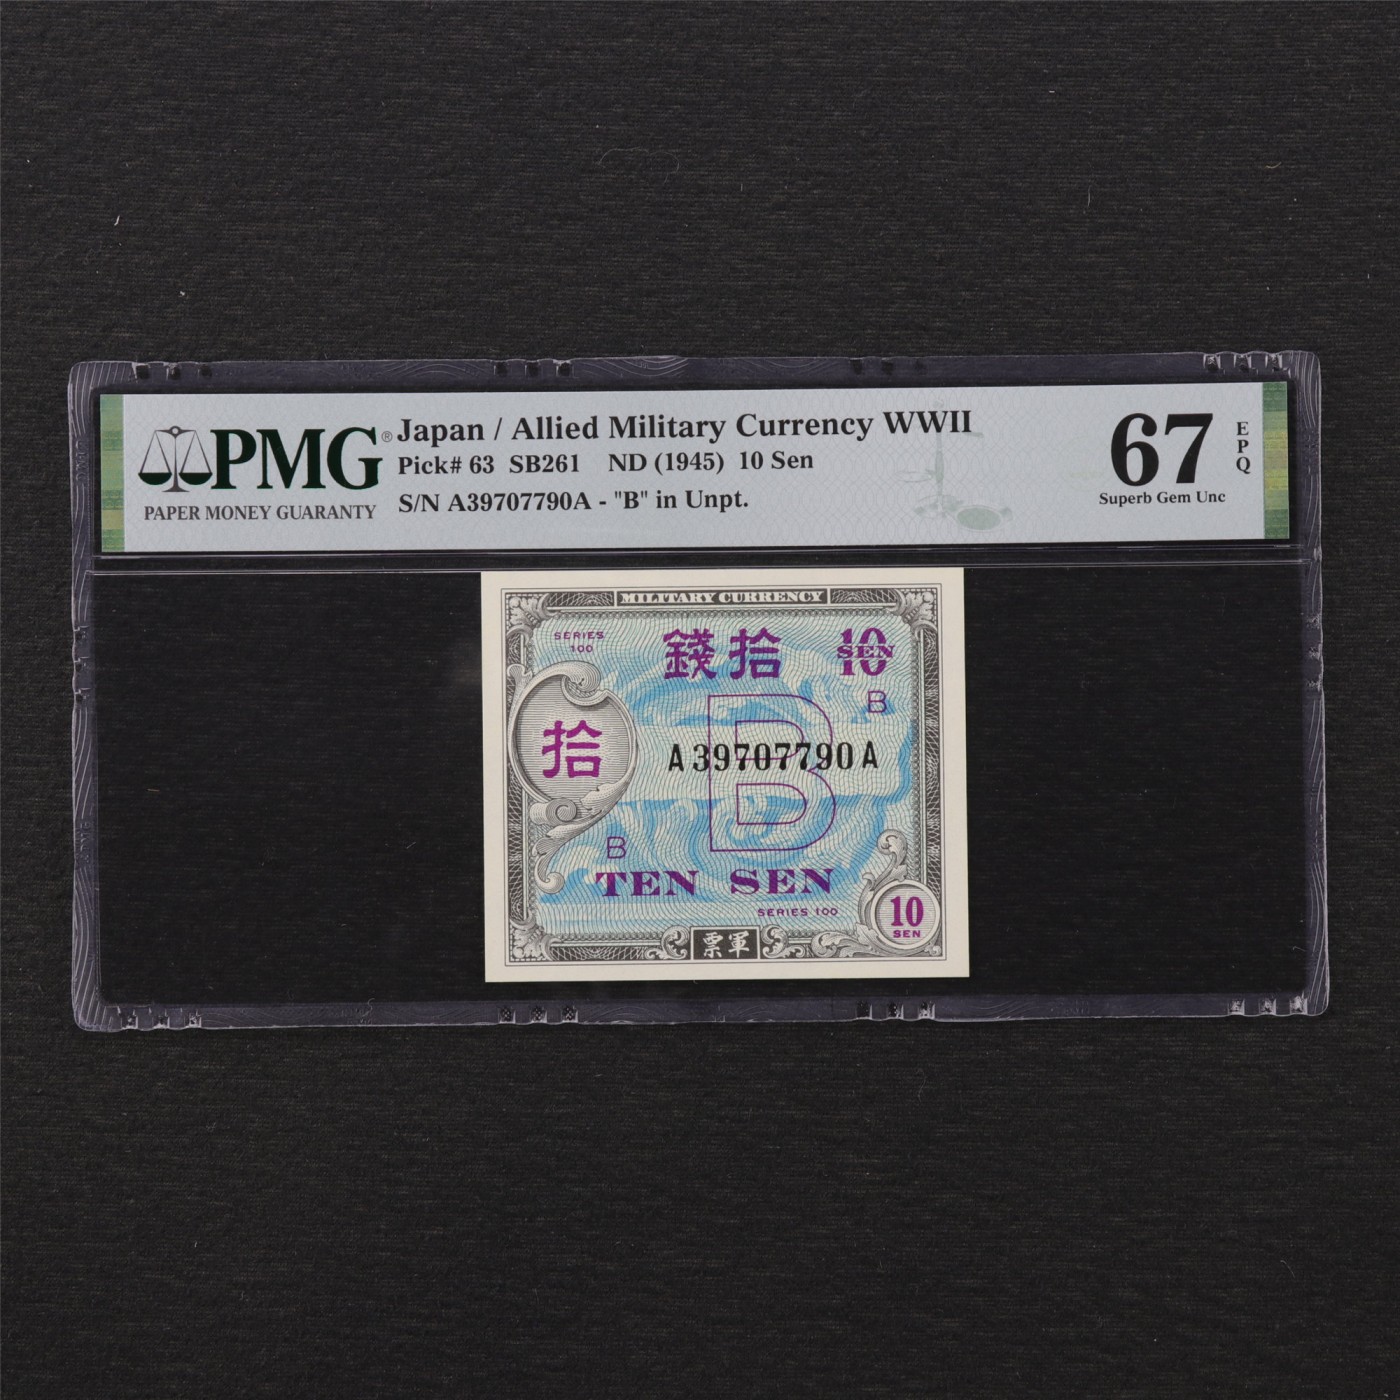 PMG®
PAPER MONEY GUARANTY
Japan / Allied Military Currency WWII
Pick# 63 SB261 ND (1945) 10 Sen
S/N A39707790A - "B" in Unpt.
67
EPQ
Superb Gem Unc
MILITARY CURRENCY
SERIES
100
錢拾
10
SEN
B
拾
A39707790A
B
B
TEN SEN
SERIES 100
10
SEN
票軍